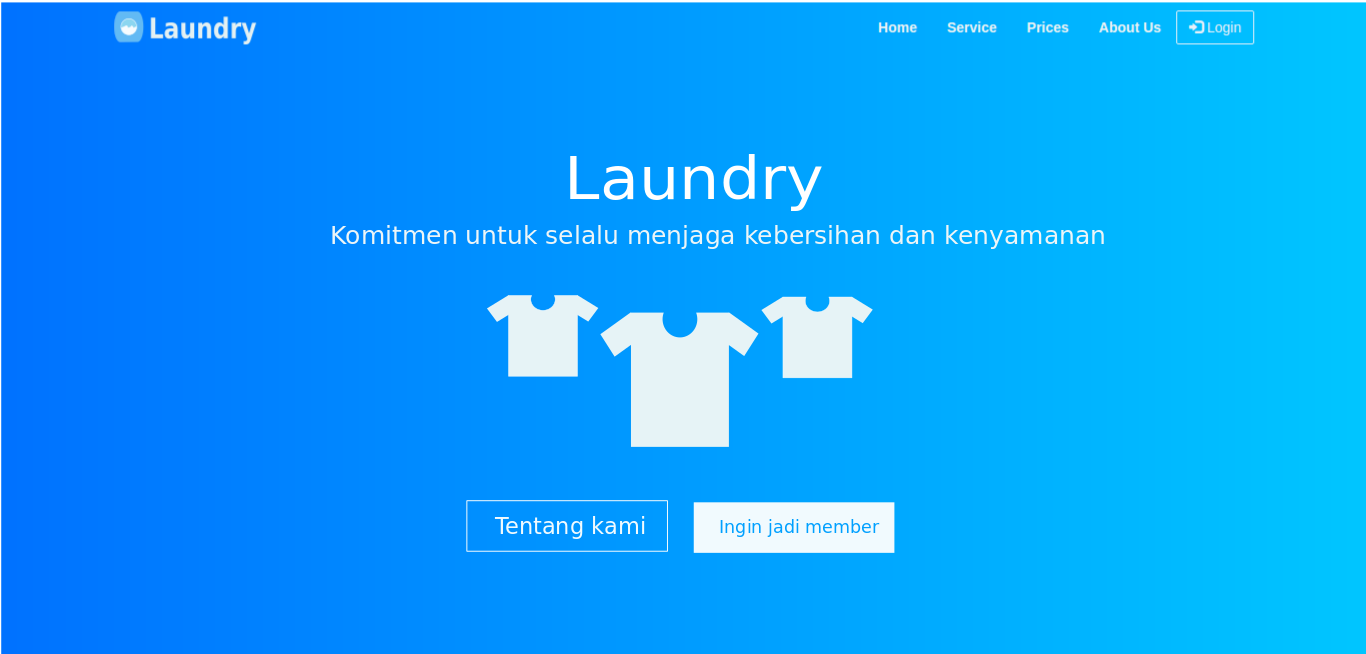 Laundry
Home Service Prices About Us Login
Laundry
Komitmen untuk selalu menjaga kebersihan dan kenyamanan
Tentang kami
Ingin jadi member